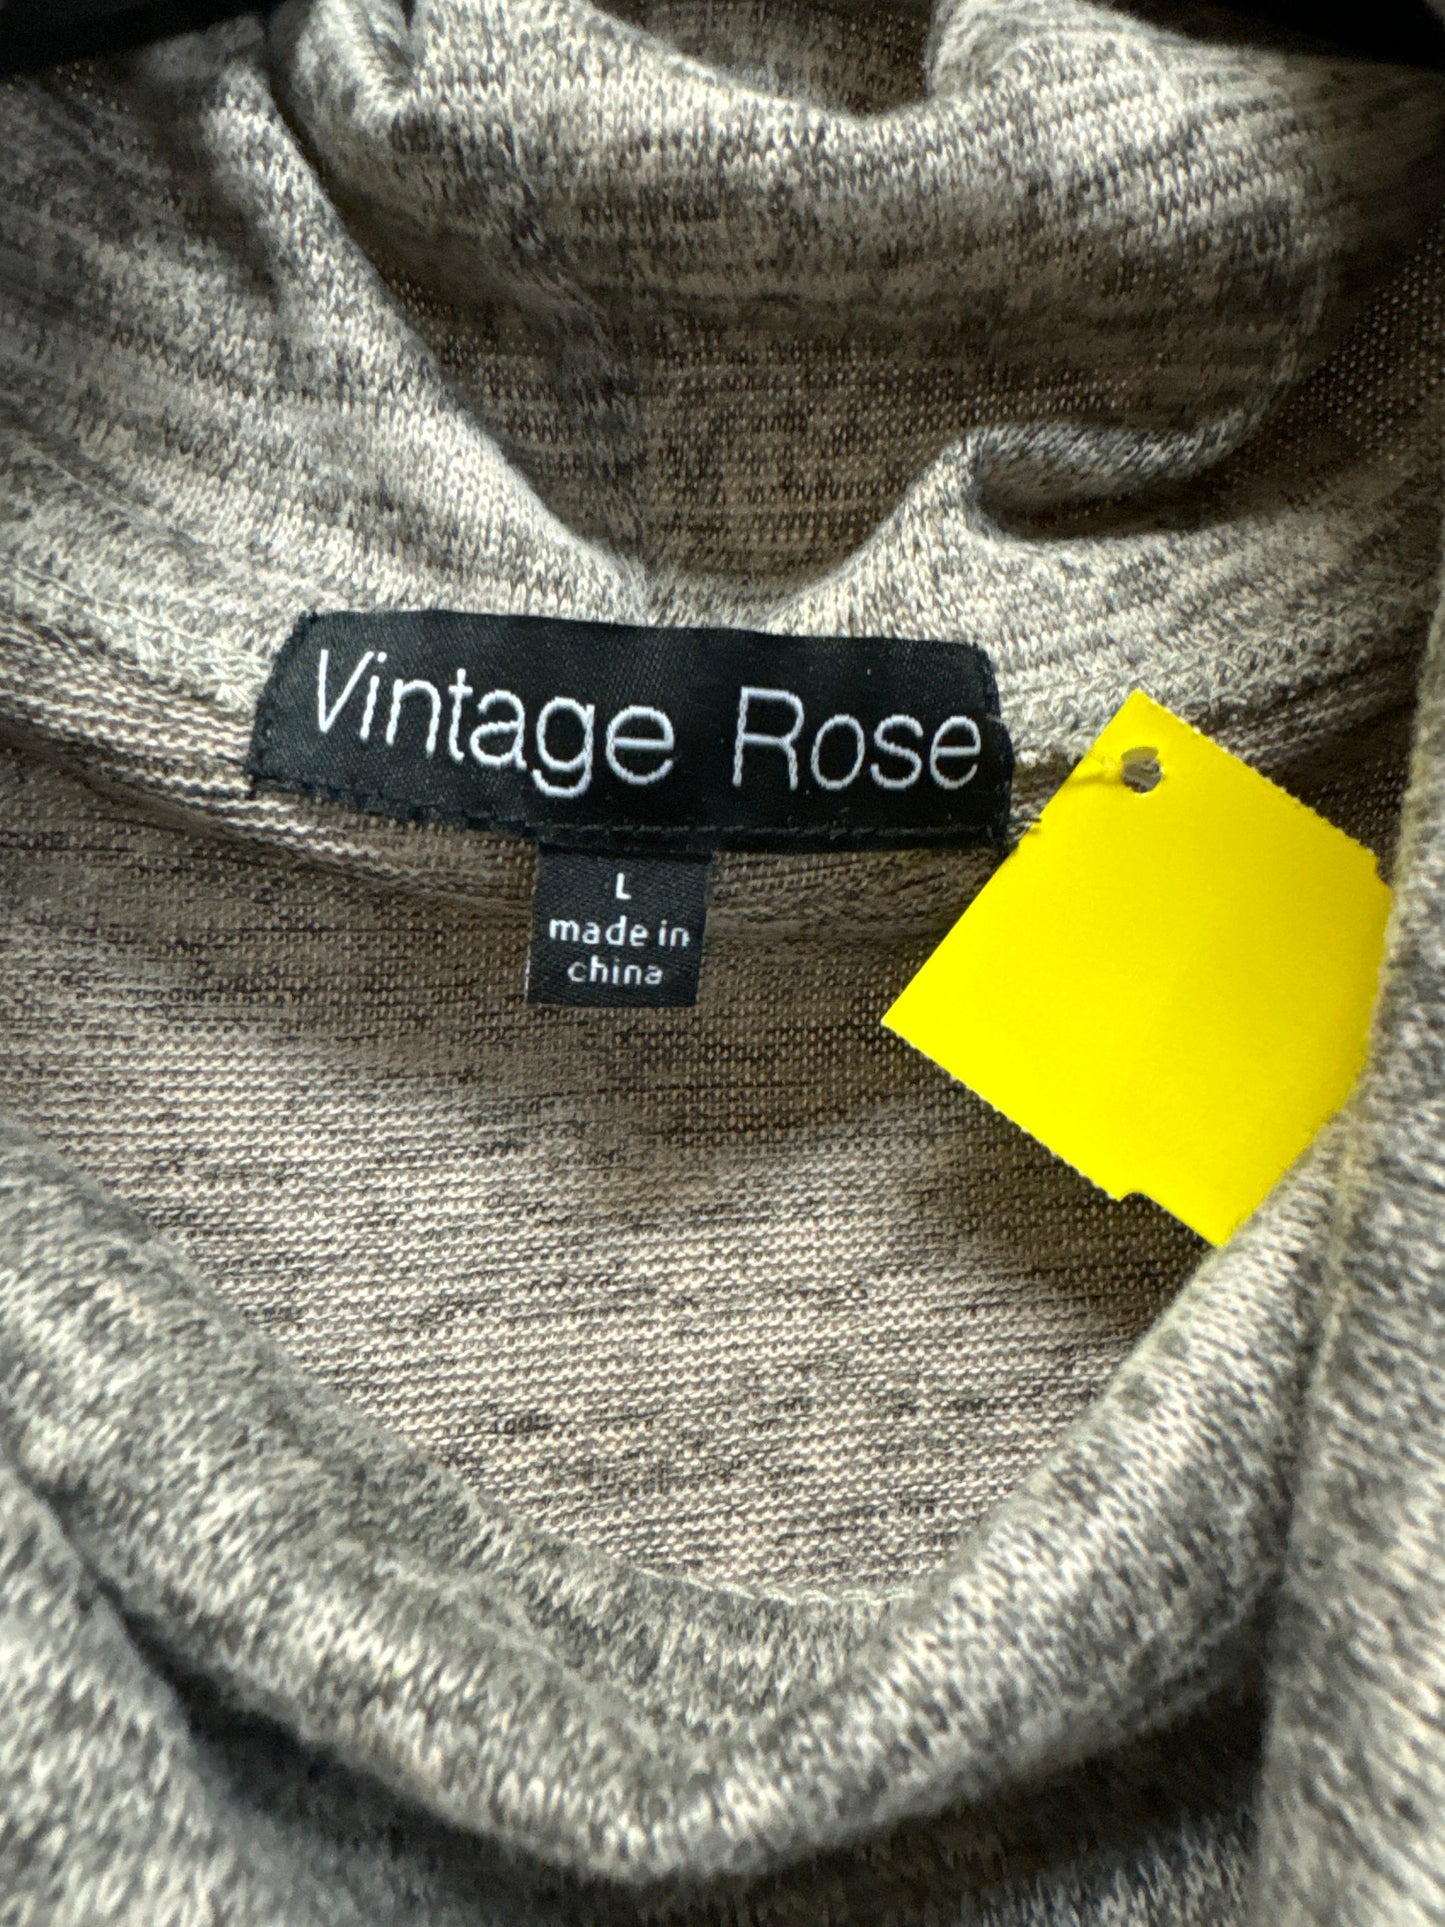 Vintage Rose
L
made in
china